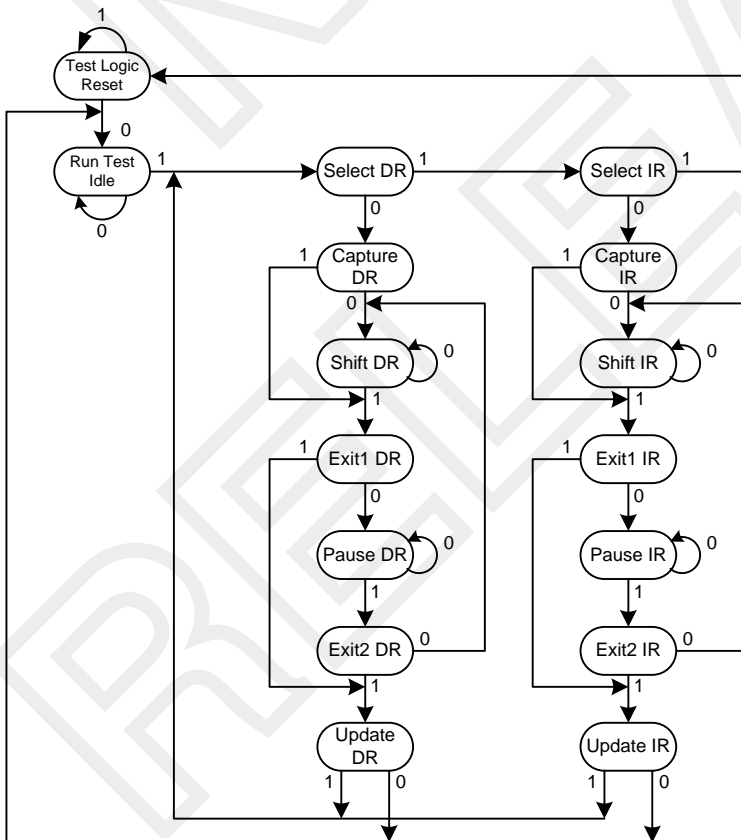 1
Test Logic
Reset
0
Run Test
Idle
1
0
Select DR
1
0
Select IR
1
0
Capture
DR
1
0
Capture
IR
1
0
Shift DR
0
1
Shift IR
0
1
Exit1 DR
1
0
Exit1 IR
1
0
Pause DR
0
1
Pause IR
0
1
Exit2 DR
0
1
Exit2 IR
0
1
Update
DR
1
0
Update IR
1
0